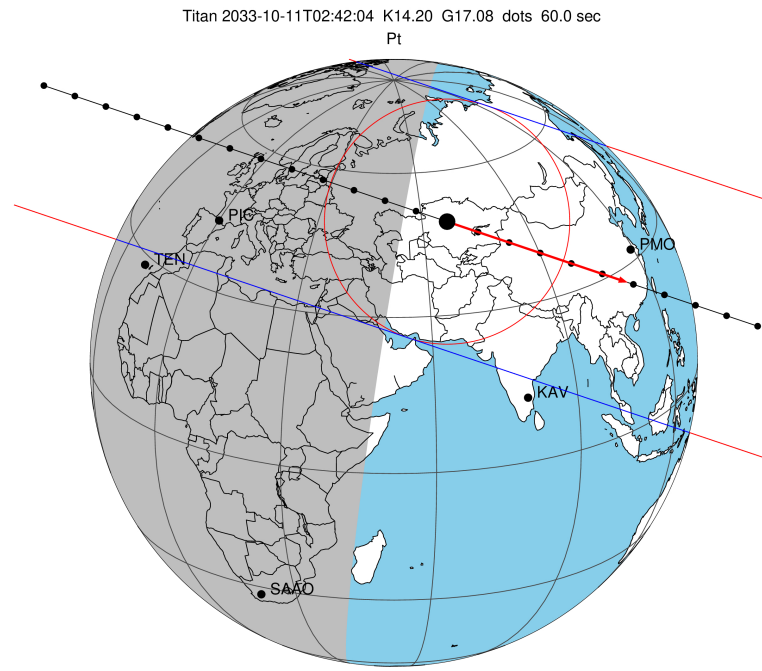 Titan 2033-10-11T02:42:04  K14.20  G17.08  dots  60.0 sec
Pt
PIC
PMO
TEN
KAV
SAAO